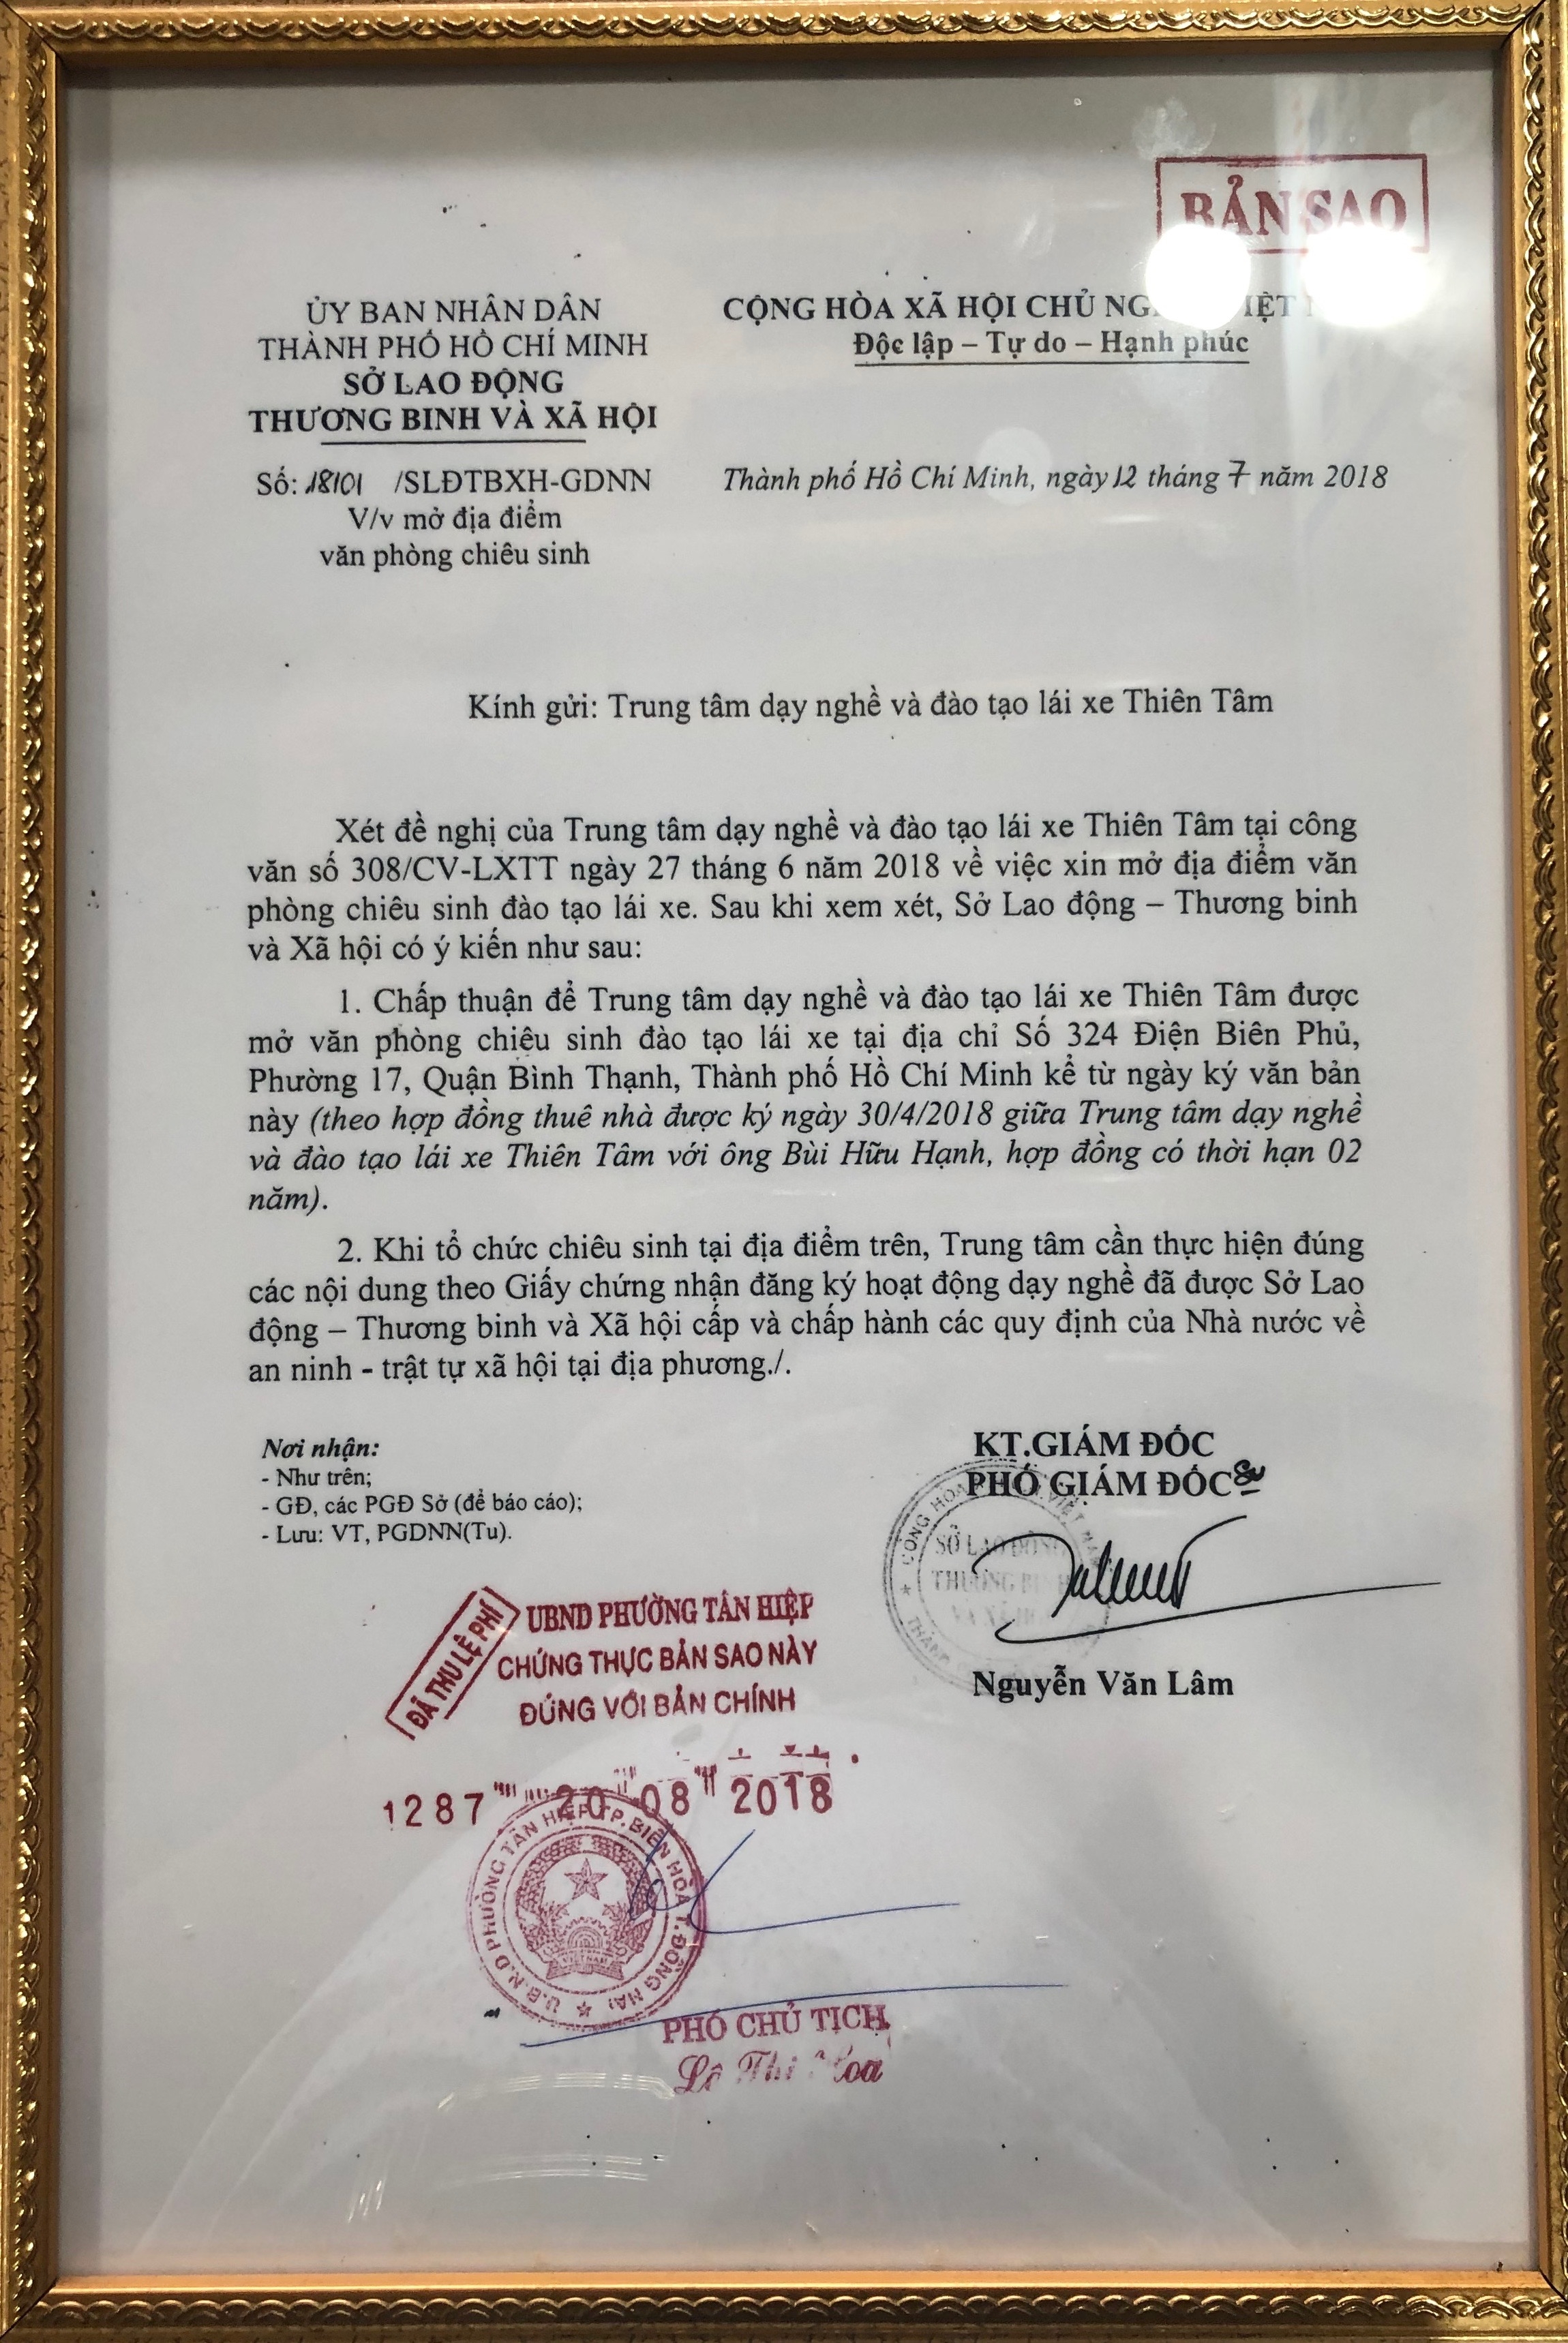 BẢN SAO
ỦY BAN NHÂN DÂN
THÀNH PHỐ HỒ CHÍ MINH
SỞ LAO ĐỘNG
THƯƠNG BINH VÀ XÃ HỘI
CỘNG HÒA XÃ HỘI CHỦ
Độc lập – Tự do – Hạnh phúc
Số: 18101 /SLĐTBXH-GDNN
V/v mở địa điểm
văn phòng chiêu sinh
Thành phố Hồ Chí Minh, ngày 12 tháng 7 năm 2018
Kính gửi: Trung tâm dạy nghề và đào tạo lái xe Thiên Tâm
Xét đề nghị của Trung tâm dạy nghề và đào tạo lái xe Thiên Tâm tại công
văn số 308/CV-LXTT ngày 27 tháng 6 năm 2018 về việc xin mở địa điểm văn
phòng chiêu sinh đào tạo lái xe. Sau khi xem xét, Sở Lao động – Thương binh
và Xã hội có ý kiến như sau:
1. Chấp thuận để Trung tâm dạy nghề và đào tạo lái xe Thiên Tâm được
mở văn phòng chiêu sinh đào tạo lái xe tại địa chỉ Số 324 Điện Biên Phủ,
Phường 17, Quận Bình Thạnh, Thành phố Hồ Chí Minh kể từ ngày ký văn bản
này (theo hợp đồng thuê nhà được ký ngày 30/4/2018 giữa Trung tâm dạy nghề
và đào tạo lái xe Thiên Tâm với ông Bùi Hữu Hạnh, hợp đồng có thời hạn 02
năm).
2. Khi tổ chức chiêu sinh tại địa điểm trên, Trung tâm cần thực hiện đúng
các nội dung theo Giấy chứng nhận đăng ký hoạt động dạy nghề đã được Sở Lao
động – Thương binh và Xã hội cấp và chấp hành các quy định của Nhà nước về
an ninh - trật tự xã hội tại địa phương./.
Nơi nhận:
- Như trên;
- GĐ, các PGĐ Sở (để báo cáo);
- Lưu: VT, PGDNN(Tu).
KT.GIÁM ĐỐC
PHÓ GIÁM ĐỐC
SỞ LAO ĐỘNG
THƯƠNG BINH
Nguyễn Văn Lâm
ĐÃ THU LỆ PHÍ
UBND PHƯỜNG TÂN HIỆP
CHỨNG THỰC BẢN SAO NÀY
ĐÚNG VỚI BẢN CHÍNH
1287 20 -08 2018
U.B.N.D PHƯỜNG TÂN HIỆP TP.BIÊN HÒA T.ĐỒNG NAI
PHÓ CHỦ TỊCH
Lê Thị Hoa